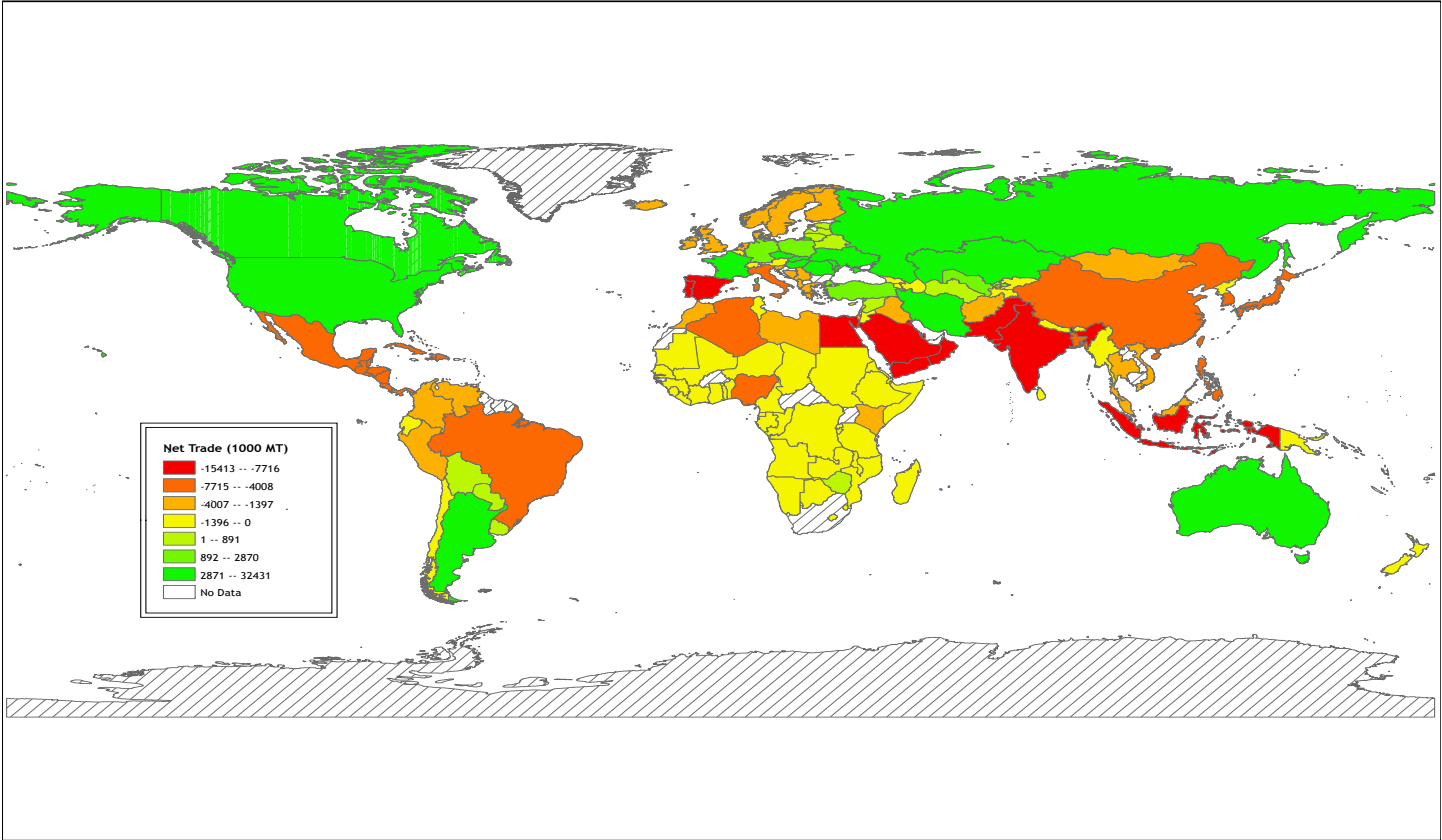 Net Trade (1000 MT)
-15413 -- -7716
-7715 -- -4008
-4007 -- -1397
-1396 -- 0
1 -- 891
892 -- 2870
2871 -- 32431
No Data